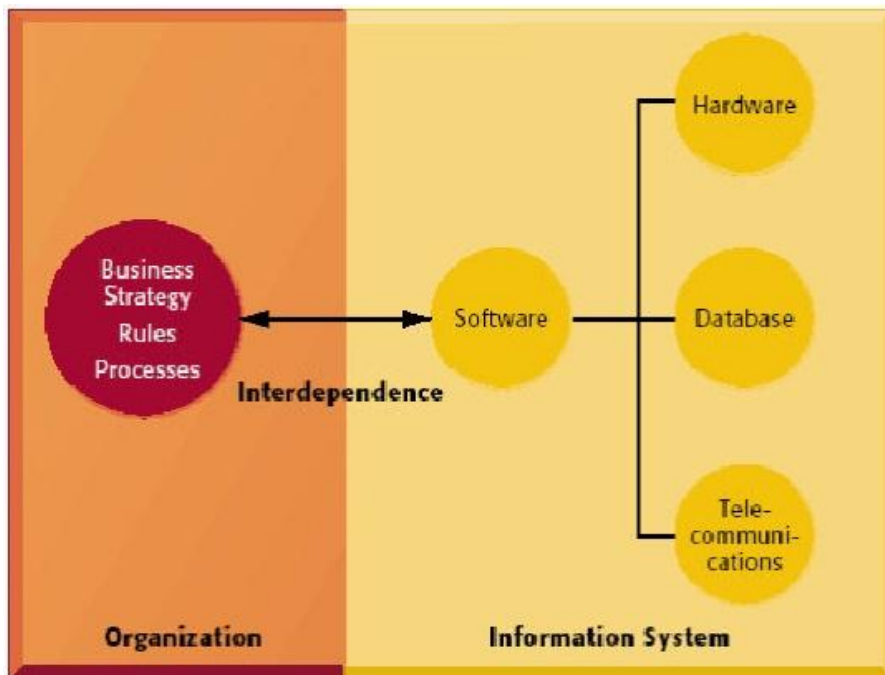 Business
Strategy
Rules
Processes
Interdependence
Software
Hardware
Database
Tele-
communi-
cations
Organization
Information System